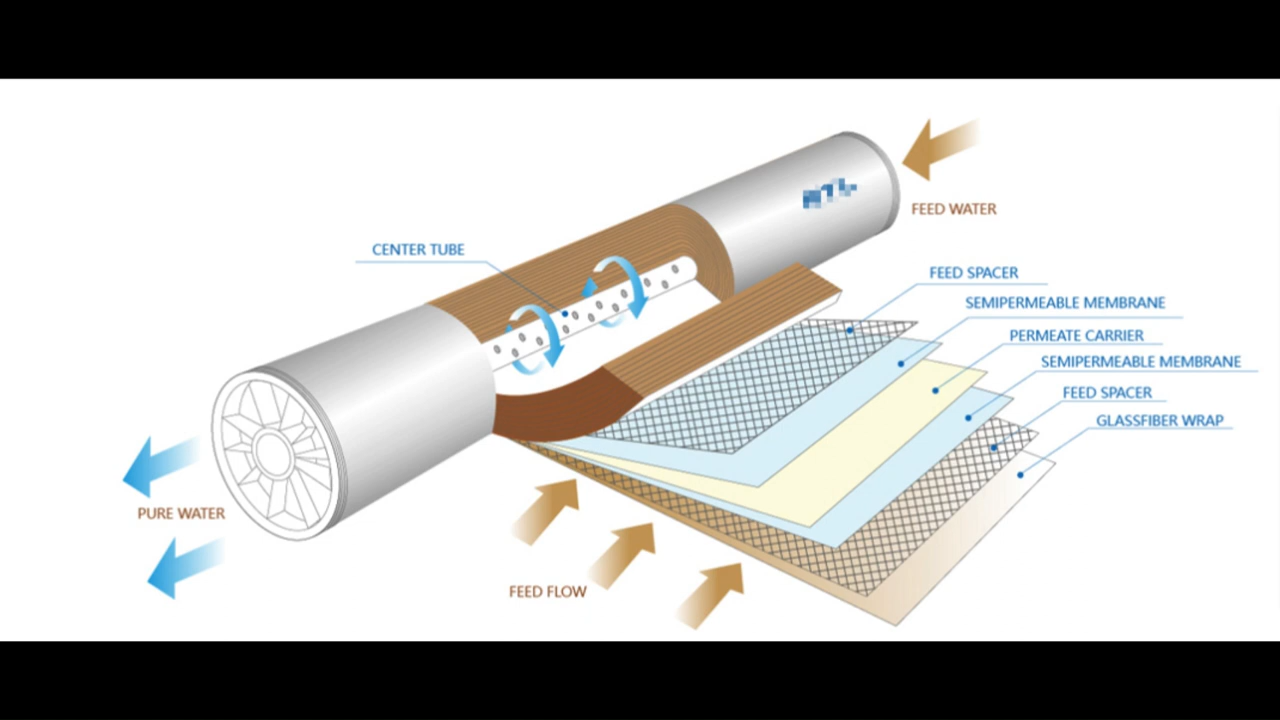 FEED WATER
CENTER TUBE
FEED SPACER
SEMIPERMEABLE MEMBRANE
PERMEATE CARRIER
SEMIPERMEABLE MEMBRANE
FEED SPACER
GLASSFIBER WRAP
PURE WATER
FEED FLOW